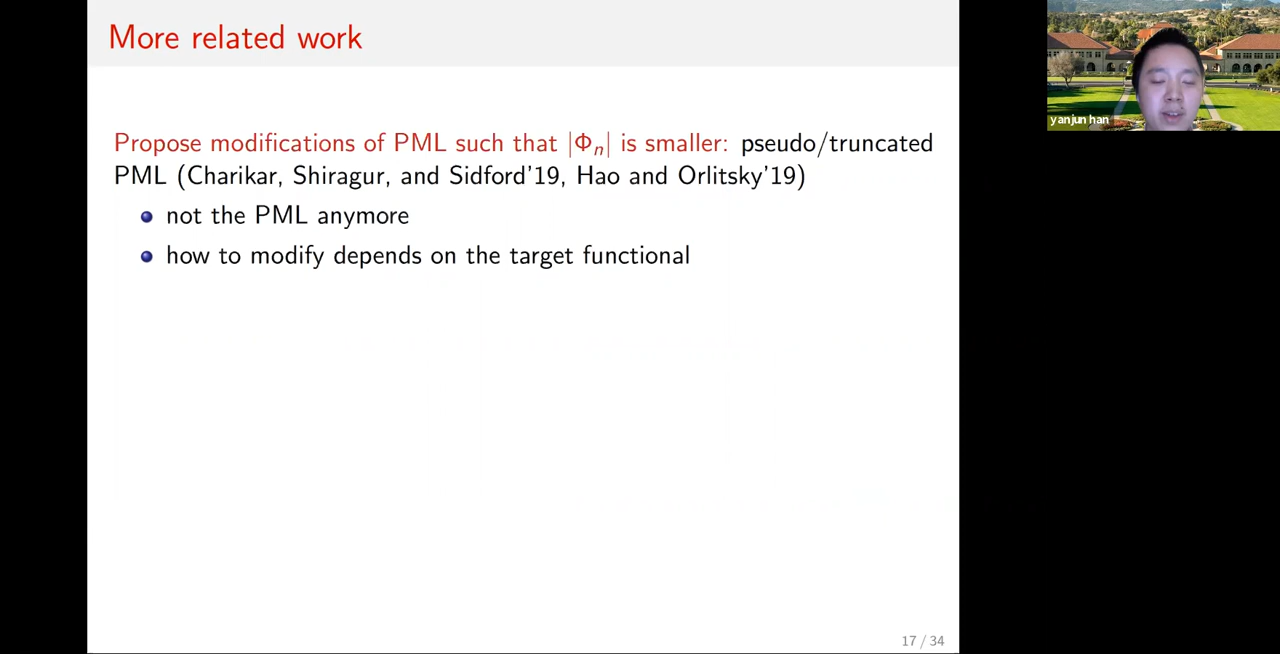 More related work
Propose modifications of PML such that |Φn| is smaller: pseudo/truncated
PML (Charikar, Shiragur, and Sidford'19, Hao and Orlitsky'19)
not the PML anymore
how to modify depends on the target functional
17 / 34
yanjun han